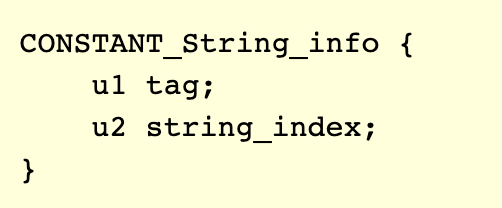 CONSTANT_String_info {
    u1 tag;
    u2 string_index;
}